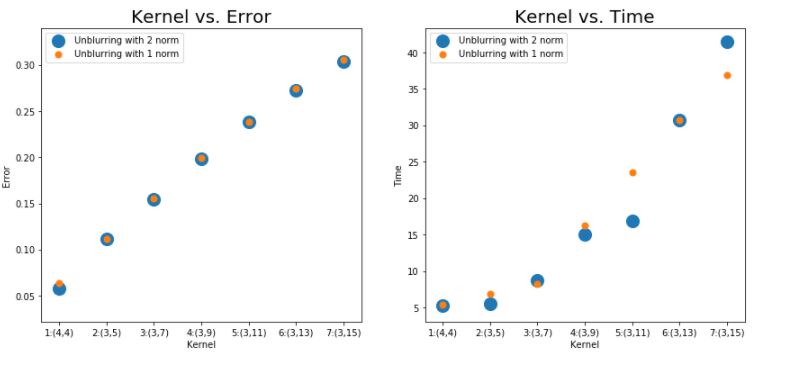 Kernel vs. Error
Unblurring with 2 norm
Unblurring with 1 norm
0.30
0.25
0.20
0.15
0.10
0.05
Error
1:(4,4) 2:(3,5) 3:(3,7) 4:(3,9) 5:(3,11) 6:(3,13) 7:(3,15)
Kernel
Kernel vs. Time
Unblurring with 2 norm
Unblurring with 1 norm
40
35
30
25
20
15
10
5
Time
1:(4,4) 2:(3,5) 3:(3,7) 4:(3,9) 5:(3,11) 6:(3,13) 7:(3,15)
Kernel